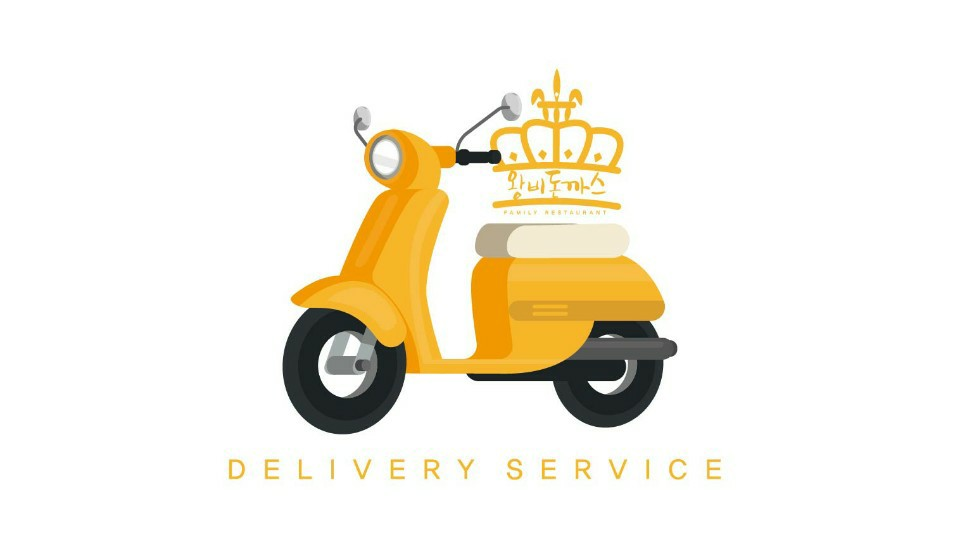 왕비돈까스
FAMILY RESTAURANT
DELIVERY SERVICE